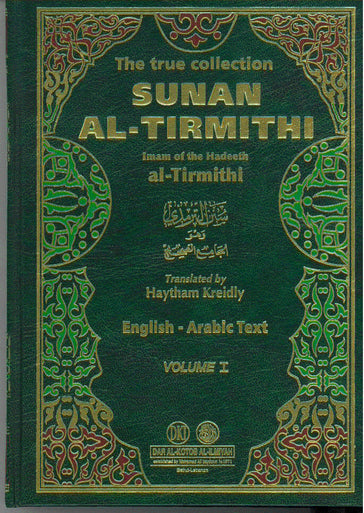 The true collection
SUNAN
AL-TIRMITHI
Imam of the Hadeeth
al-Tirmithi
سنن الترمذي
وهو
الجامع الصحيح
Translated by
Haytham Kreidly
English - Arabic Text
VOLUME I
DKI
DAR AL-KOTOB AL-ILMIYAH
Beirut-Lebanon